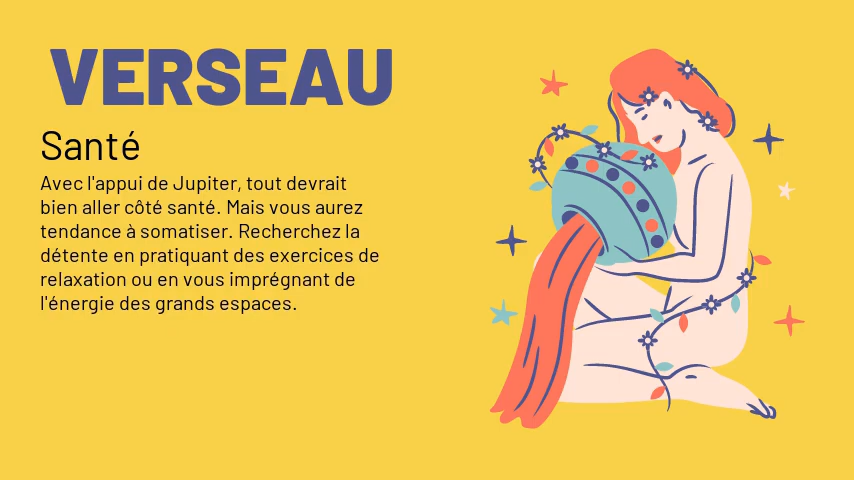 VERSEAU
Santé
Avec l'appui de Jupiter, tout devrait
bien aller côté santé. Mais vous aurez
tendance à somatiser. Recherchez la
détente en pratiquant des exercices de
relaxation ou en vous imprégnant de
l'énergie des grands espaces.